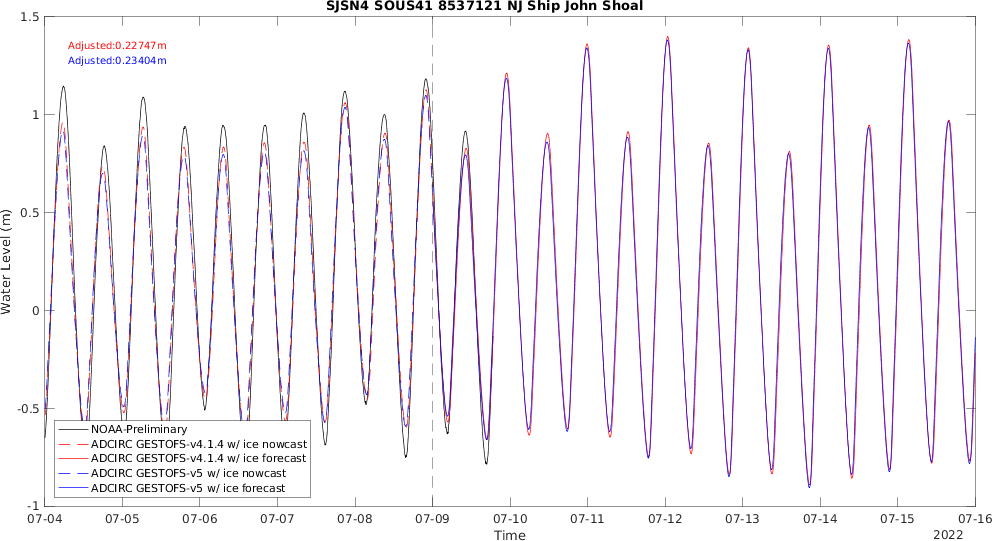 SJSN4 SOUS41 8537121 NJ Ship John Shoal
Adjusted:0.22747m
Adjusted:0.23404m
1.5
1
0.5
0
-0.5
-1
Water Level (m)
NOAA-Preliminary
ADCIRC GESTOFS-v4.1.4 w/ ice nowcast
ADCIRC GESTOFS-v4.1.4 w/ ice forecast
ADCIRC GESTOFS-v5 w/ ice nowcast
ADCIRC GESTOFS-v5 w/ ice forecast
07-04 07-05 07-06 07-07 07-08 07-09 07-10 07-11 07-12 07-13 07-14 07-15 07-16
Time
2022